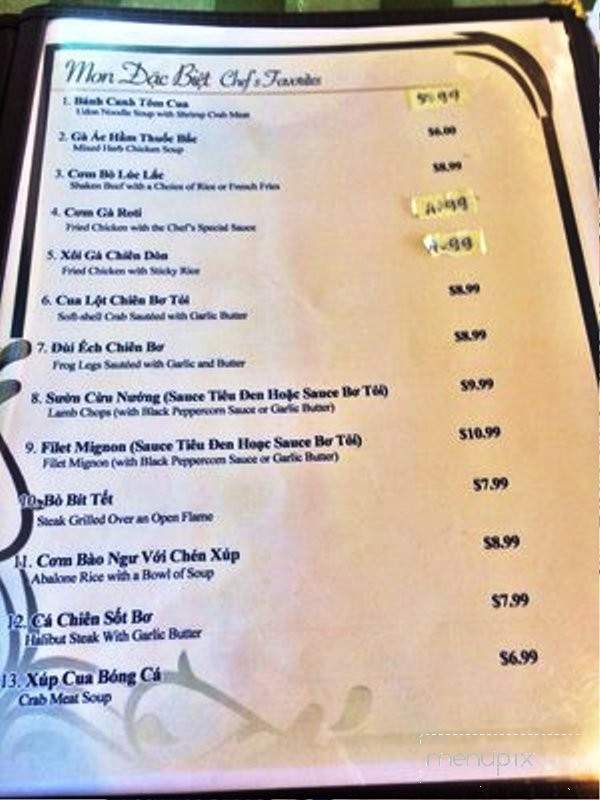 Mon Dặc Biệt Chef's Favorites
1. Bánh Canh Tôm Cua
Udon Noodle Soup with Shrimp Crab Meat
2. Gà Ác Hầm Thuốc Bắc $6.00
Mixed Herb Chicken Soup
3. Cơm Bò Lúc Lắc $8.99
Shaken Beef with a Choice of Rice or French Fries
4. Cơm Gà Roti
Fried Chicken with the Chef's Special Sauce
5. Xôi Gà Chiên Dòn
Fried Chicken with Sticky Rice
6. Cua Lột Chiên Bơ Tỏi $8.99
Soft-shell Crab Sautéed with Garlic Butter
7. Đùi Ếch Chiên Bơ $8.99
Frog Legs Sautéed with Garlic and Butter
8. Sườn Cừu Nướng (Sauce Tiêu Đen Hoặc Sauce Bơ Tỏi) $9.99
Lamb Chops (with Black Peppercorn Sauce or Garlic Butter)
9. Filet Mignon (Sauce Tiêu Đen Hoạc Sauce Bơ Tỏi) $10.99
Filet Mignon (with Black Peppercorn Sauce or Garlic Butter)
10. Bò Bít Tết $7.99
Steak Grilled Over an Open Flame
11. Cơm Bào Ngư Với Chén Xúp $8.99
Abalone Rice with a Bowl of Soup
12. Cá Chiên Sốt Bơ $7.99
Halibut Steak With Garlic Butter
13. Xúp Cua Bóng Cá $6.99
Crab Meat Soup
menupix